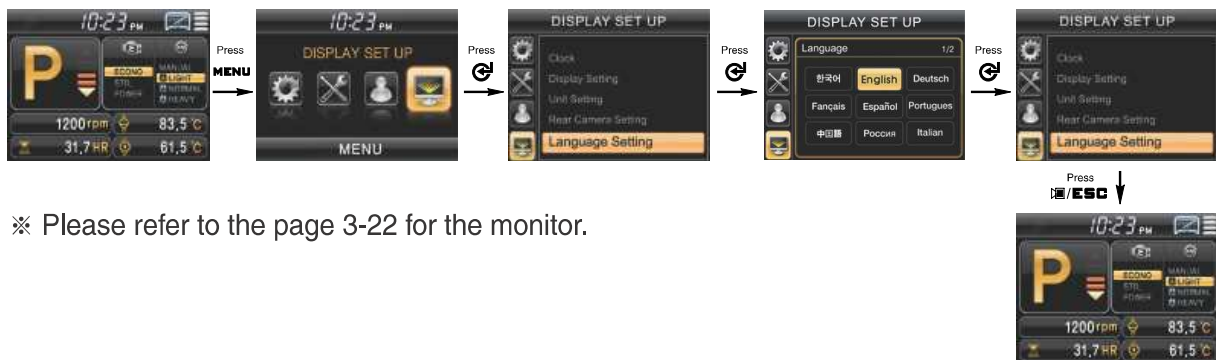 10:23 PM
P
ECONO
STD.
POWER
MANUAL
LIGHT
NORMAL
HEAVY
1200 rpm
83,5 ℃
31,7 HR
61,5 ℃
Press
MENU
10:23 PM
DISPLAY SET UP
MENU
Press
DISPLAY SET UP
Clock
Display Setting
Unit Setting
Rear Camera Setting
Language Setting
Press
DISPLAY SET UP
Language 1/2
한국어 English Deutsch
Fançais Español Portugues
中国語 Россия Italian
Press
DISPLAY SET UP
Clock
Display Setting
Unit Setting
Rear Camera Setting
Language Setting
Press
/ESC
10:23 PM
P
ECONO
STD.
POWER
MANUAL
LIGHT
NORMAL
HEAVY
1200 rpm
83,5 ℃
31,7 HR
61,5 ℃
※ Please refer to the page 3-22 for the monitor.